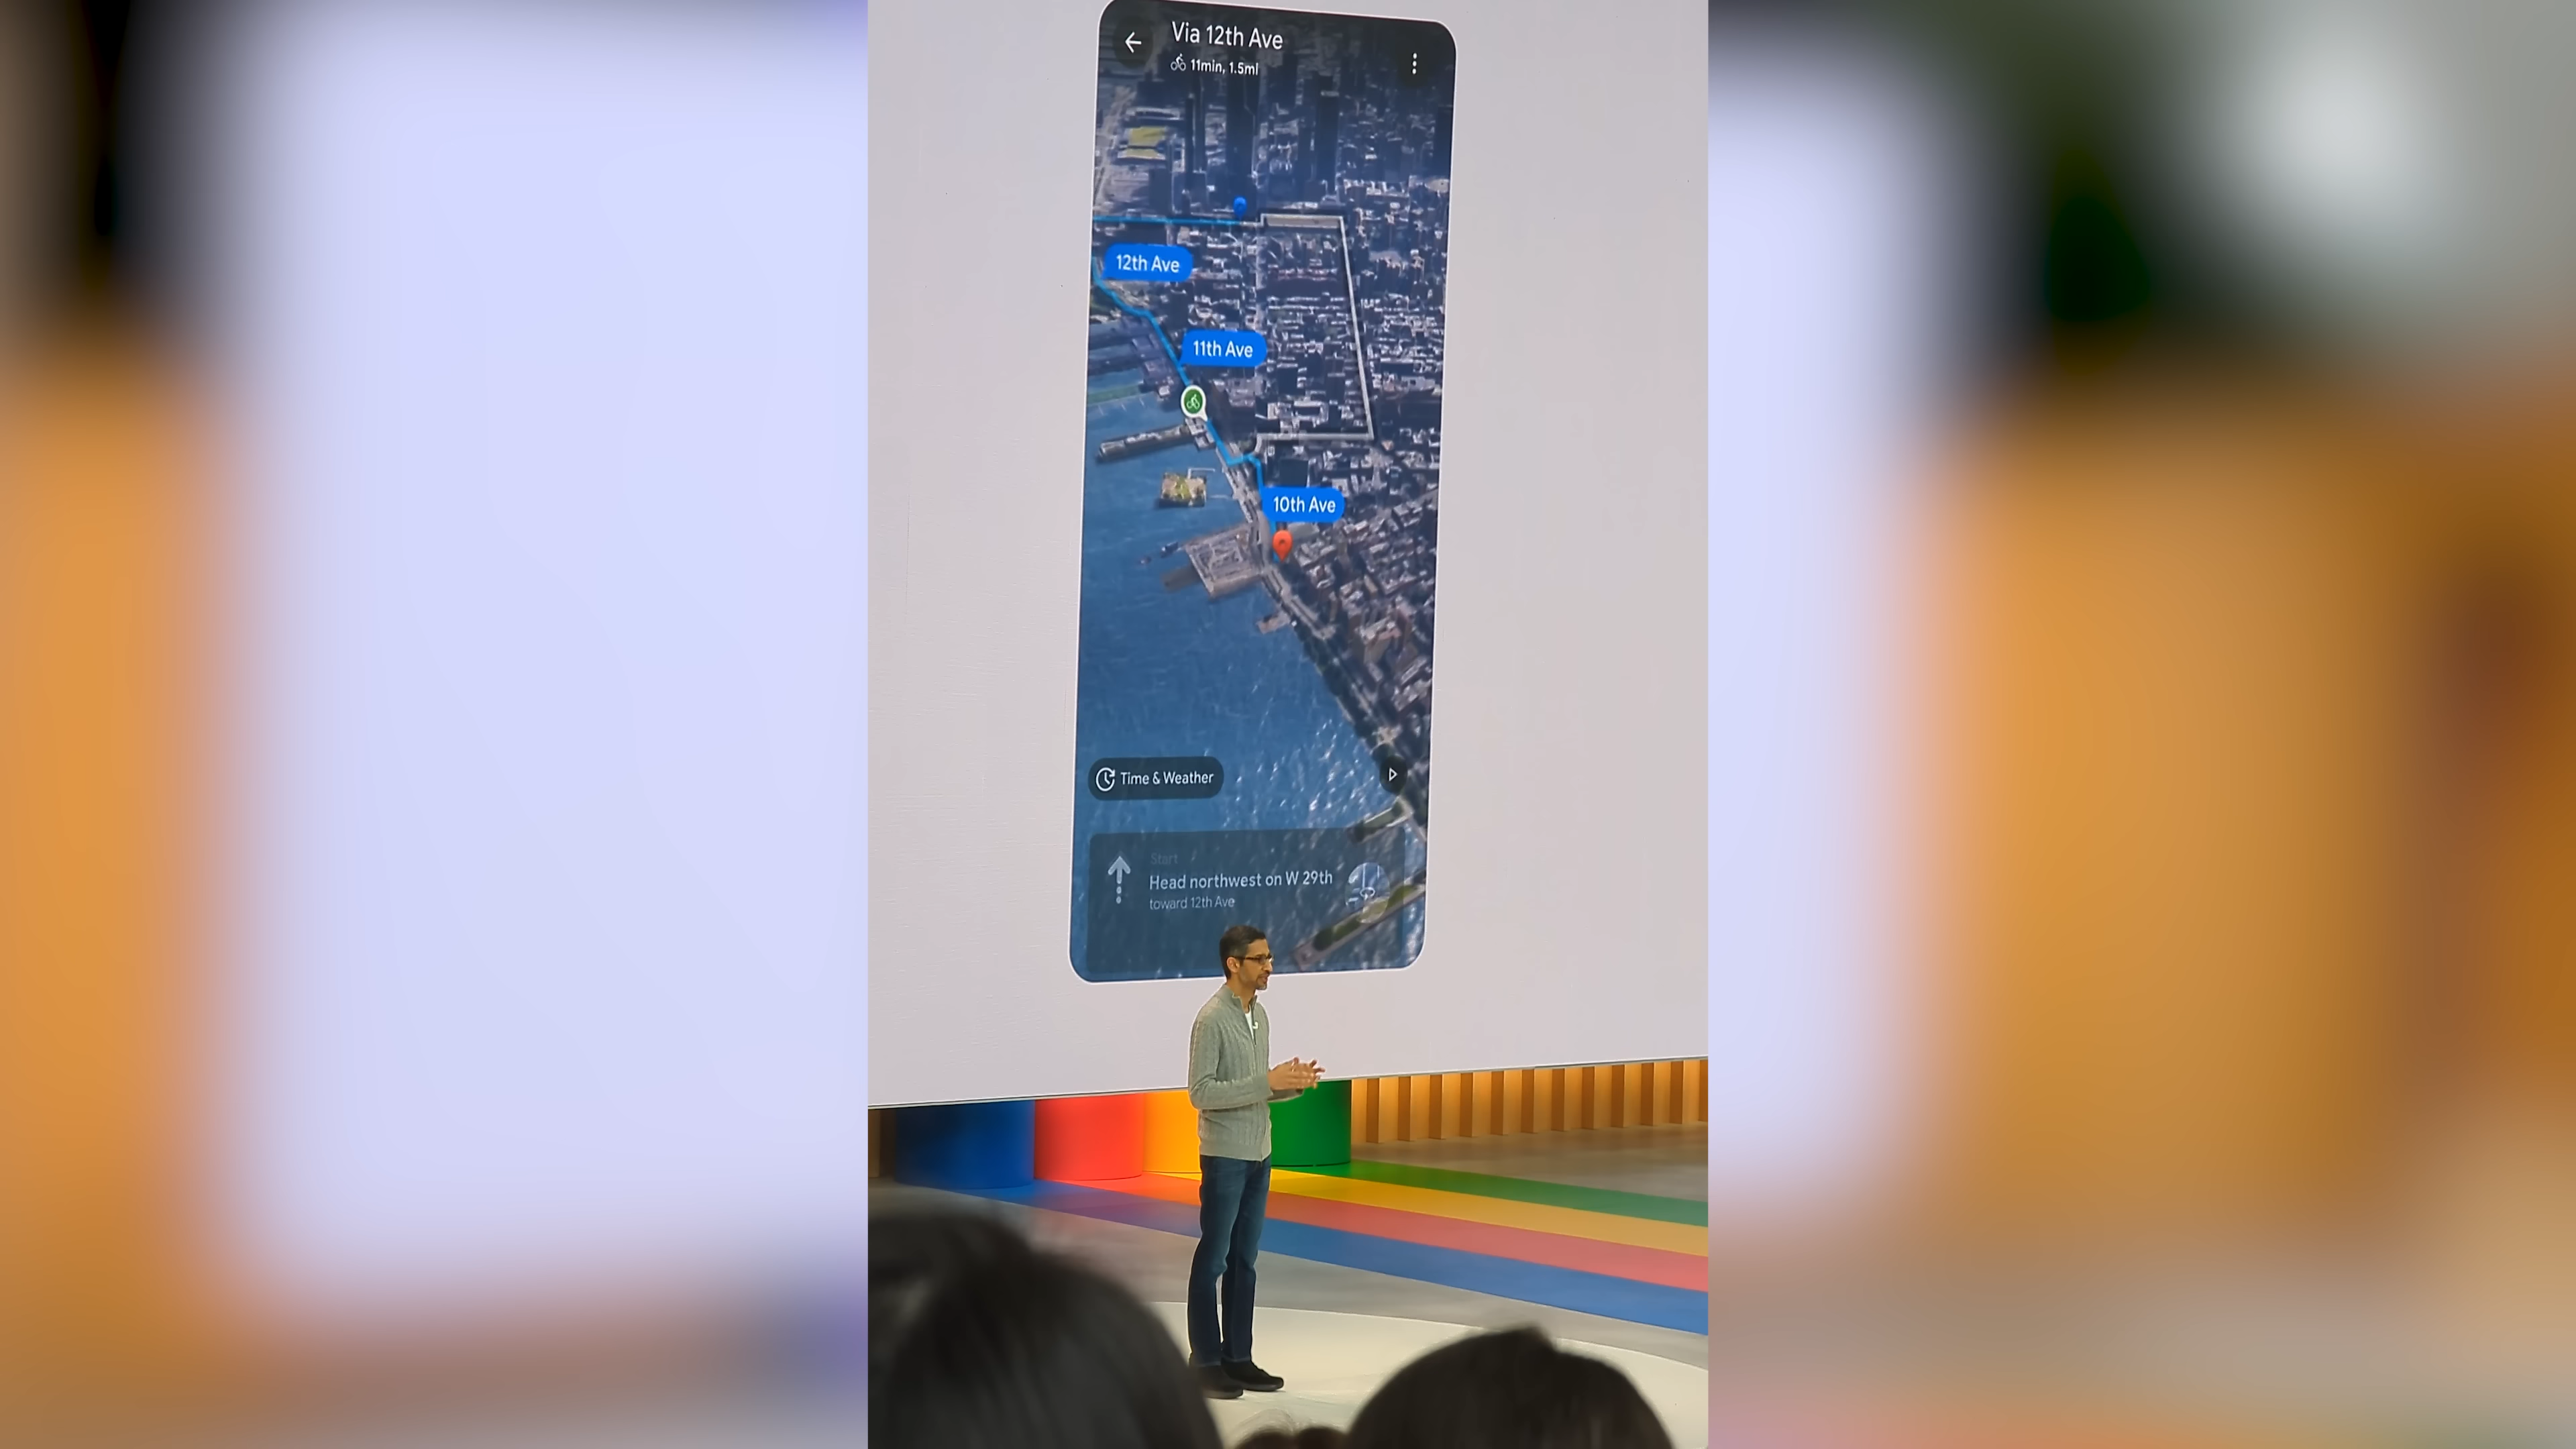 Via 12th Ave
11min, 1.5mi
12th Ave
11th Ave
10th Ave
Time & Weather
Start
Head northwest on W 29th
toward 12th Ave